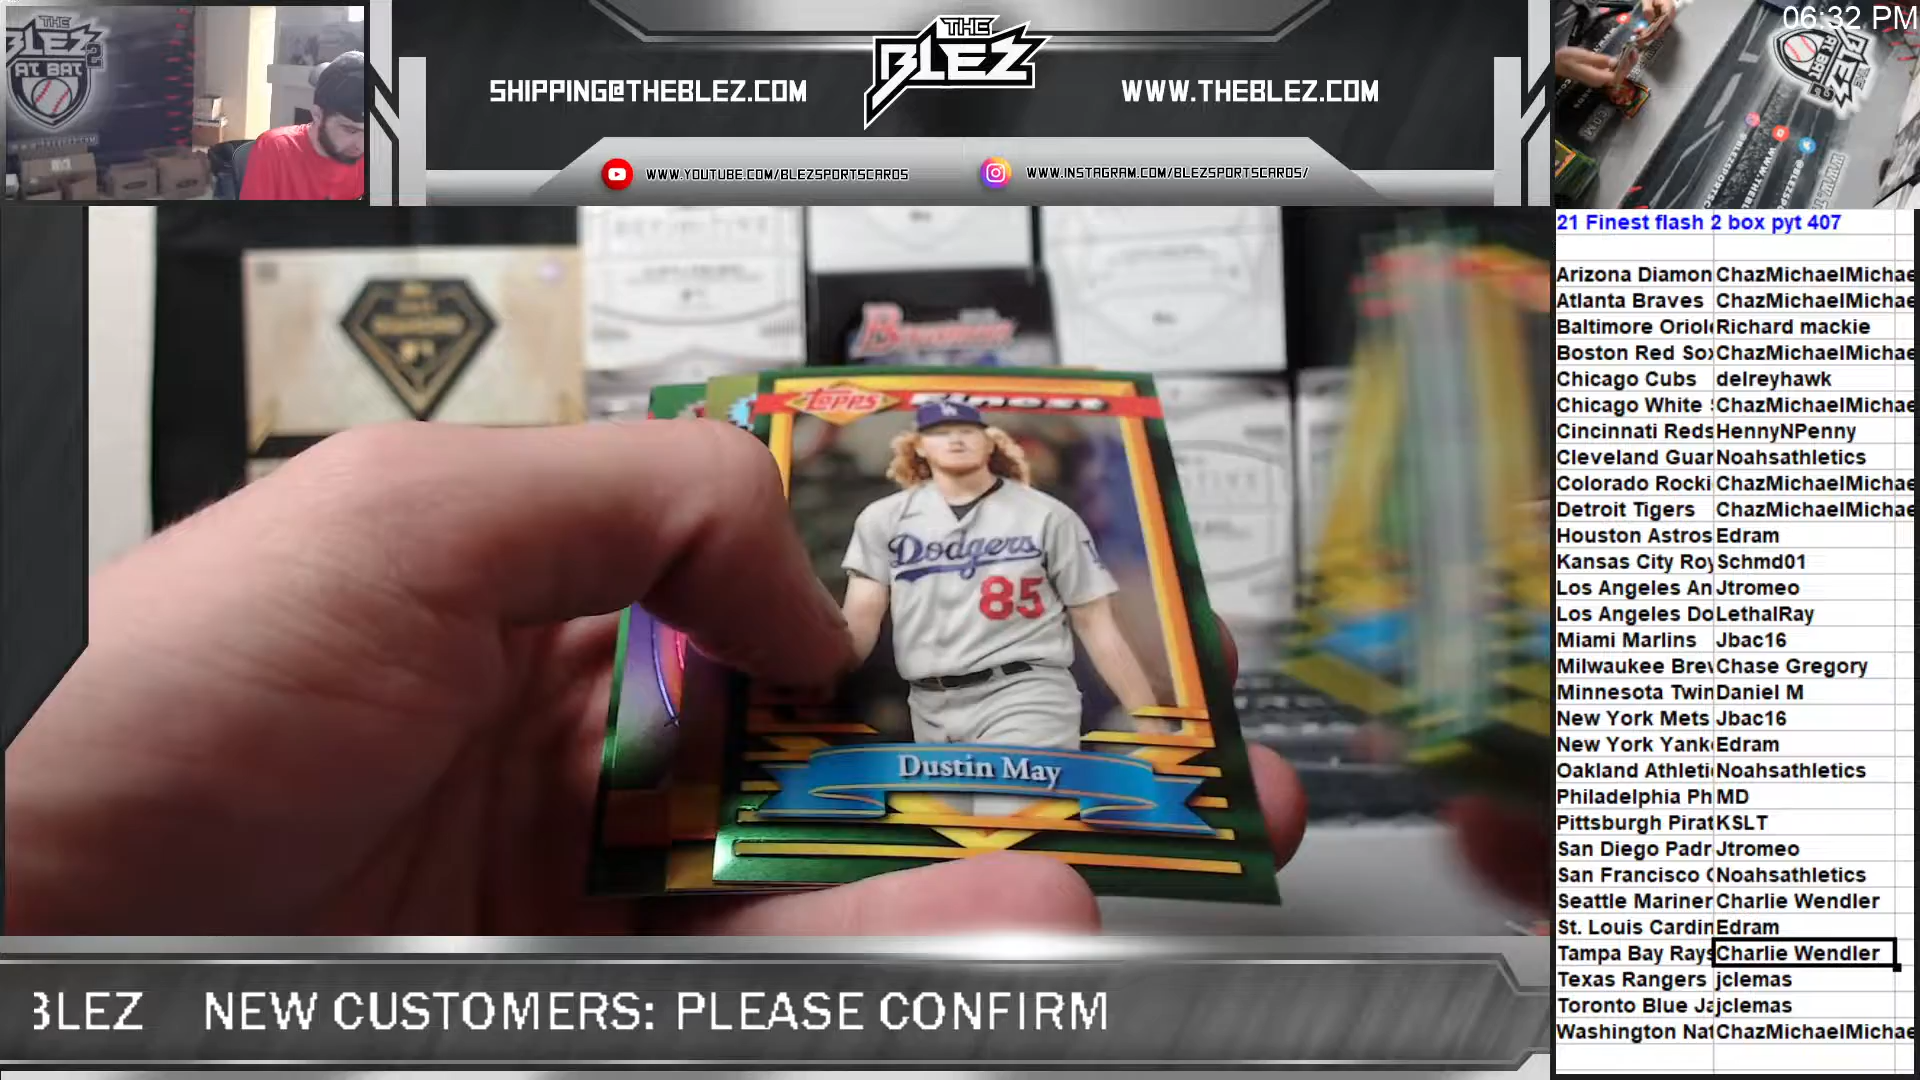 THE
BLEZ
AT BAT
SHIPPING@THEBLEZ.COM
THE
BLEZ
WWW.THEBLEZ.COM
WWW.YOUTUBE.COM/BLEZSPORTSCARDS
WWW.INSTAGRAM.COM/BLEZSPORTSCARDS/
06:32 PM
21 Finest flash 2 box pyt 407
Arizona Diamon ChazMichaelMichae
Atlanta Braves ChazMichaelMichae
Baltimore Oriol Richard mackie
Boston Red Sox ChazMichaelMichae
Chicago Cubs delreyhawk
Chicago White ChazMichaelMichae
Cincinnati Reds HennyNPenny
Cleveland Guar Noahsathletics
Colorado Rocki ChazMichaelMichae
Detroit Tigers ChazMichaelMichae
Houston Astros Edram
Kansas City Roy Schmd01
Los Angeles An Jtromeo
Los Angeles Do LethalRay
Miami Marlins Jbac16
Milwaukee Brew Chase Gregory
Minnesota Twin Daniel M
New York Mets Jbac16
New York Yank Edram
Oakland Athleti Noahsathletics
Philadelphia Ph MD
Pittsburgh Pirat KSLT
San Diego Padr Jtromeo
San Francisco Noahsathletics
Seattle Mariner Charlie Wendler
St. Louis Cardin Edram
Tampa Bay Rays Charlie Wendler
Texas Rangers jclemas
Toronto Blue Ja jclemas
Washington Nat ChazMichaelMichae
Bowman
Topps Finest
Dodgers
85
Dustin May
BLEZ NEW CUSTOMERS: PLEASE CONFIRM